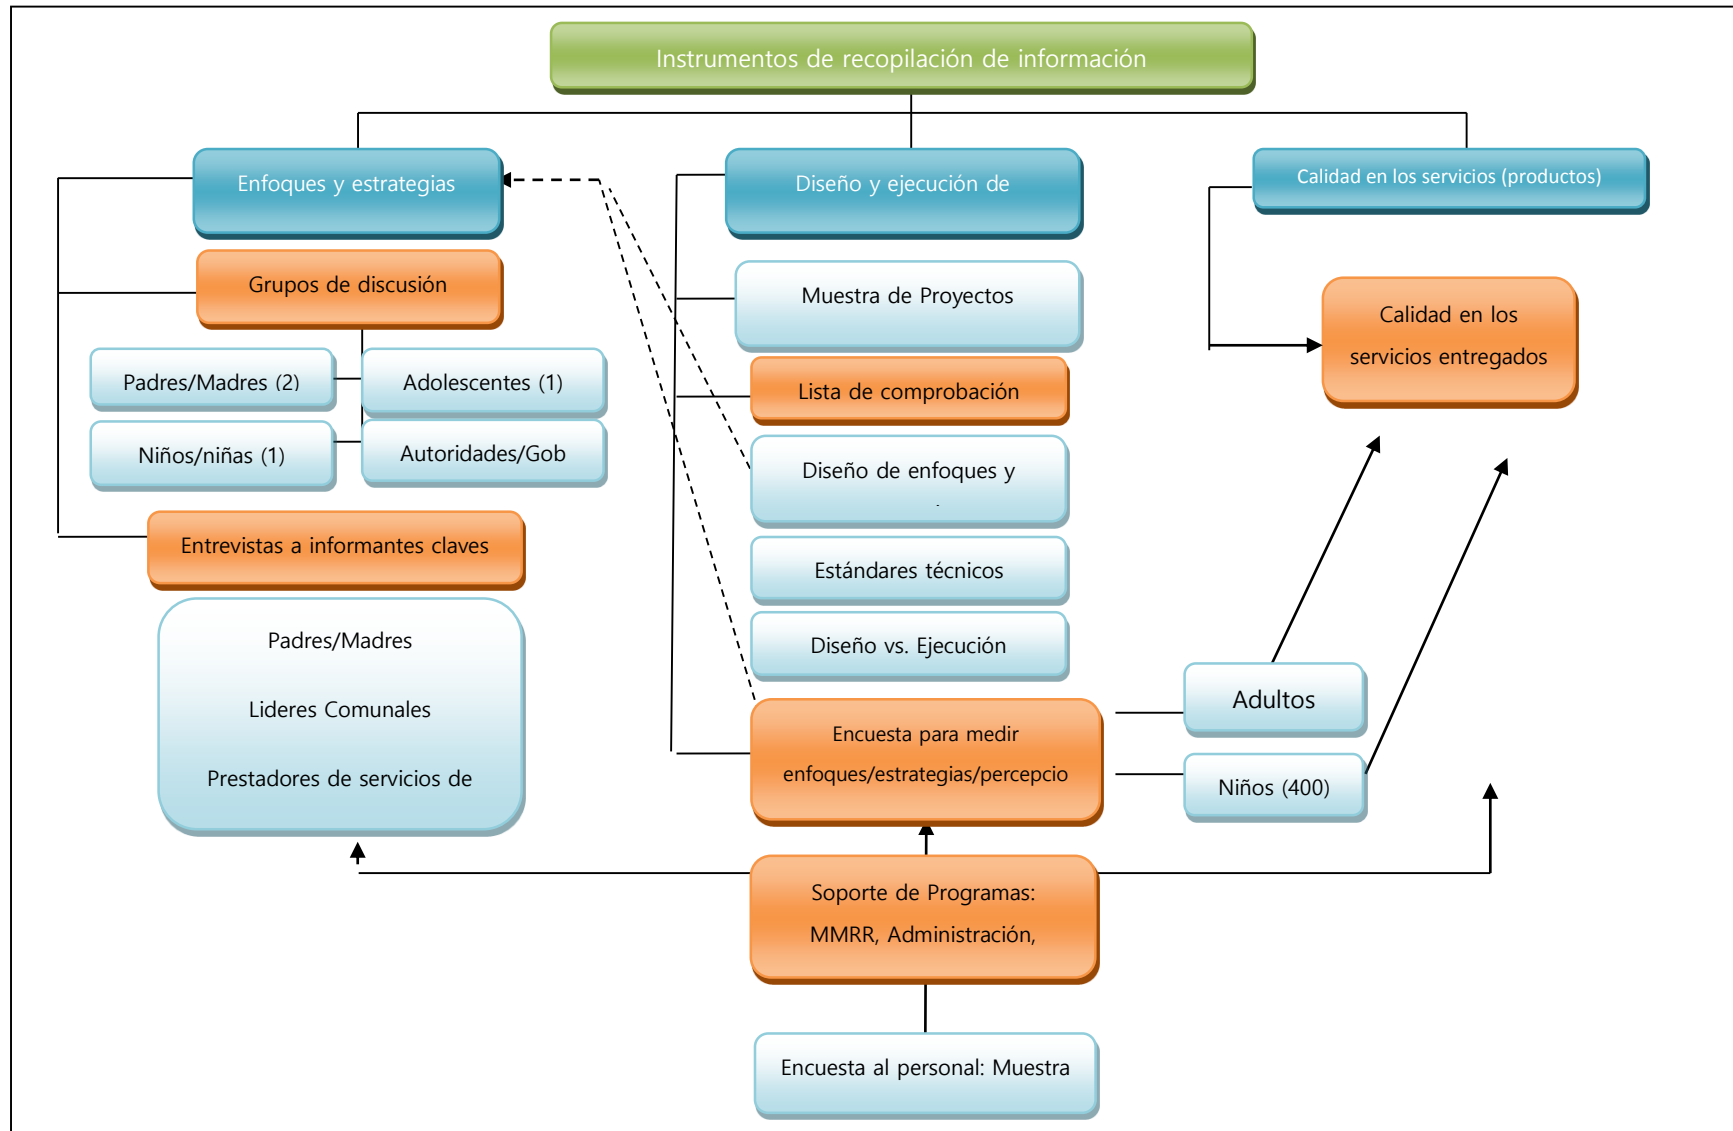 Instrumentos de recopilación de información
Enfoques y estrategias
Diseño y ejecución de
Calidad en los servicios (productos)
Grupos de discusión
Padres/Madres (2)
Adolescentes (1)
Niños/niñas (1)
Autoridades/Gob
Entrevistas a informantes claves
Padres/Madres
Lideres Comunales
Prestadores de servicios de
Muestra de Proyectos
Lista de comprobación
Diseño de enfoques y
Estándares técnicos
Diseño vs. Ejecución
Encuesta para medir
enfoques/estrategias/percepcio
Calidad en los
servicios entregados
Adultos
Niños (400)
Soporte de Programas:
MMRR, Administración,
Encuesta al personal: Muestra